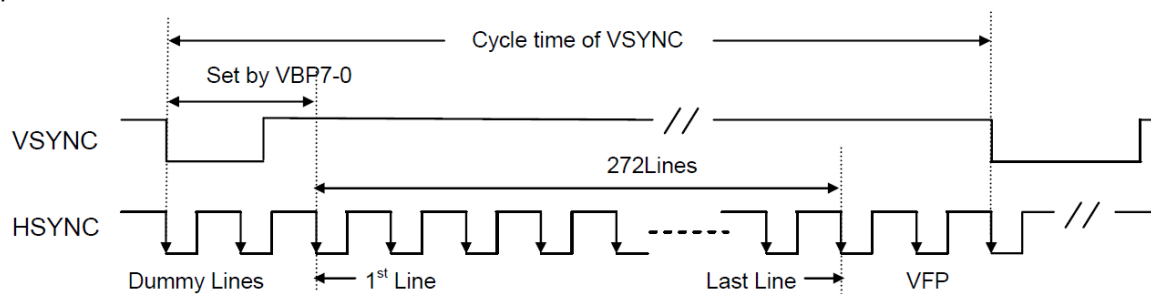 Cycle time of VSYNC
Set by VBP7-0
VSYNC
272Lines
HSYNC
Dummy Lines
1st Line
Last Line
VFP